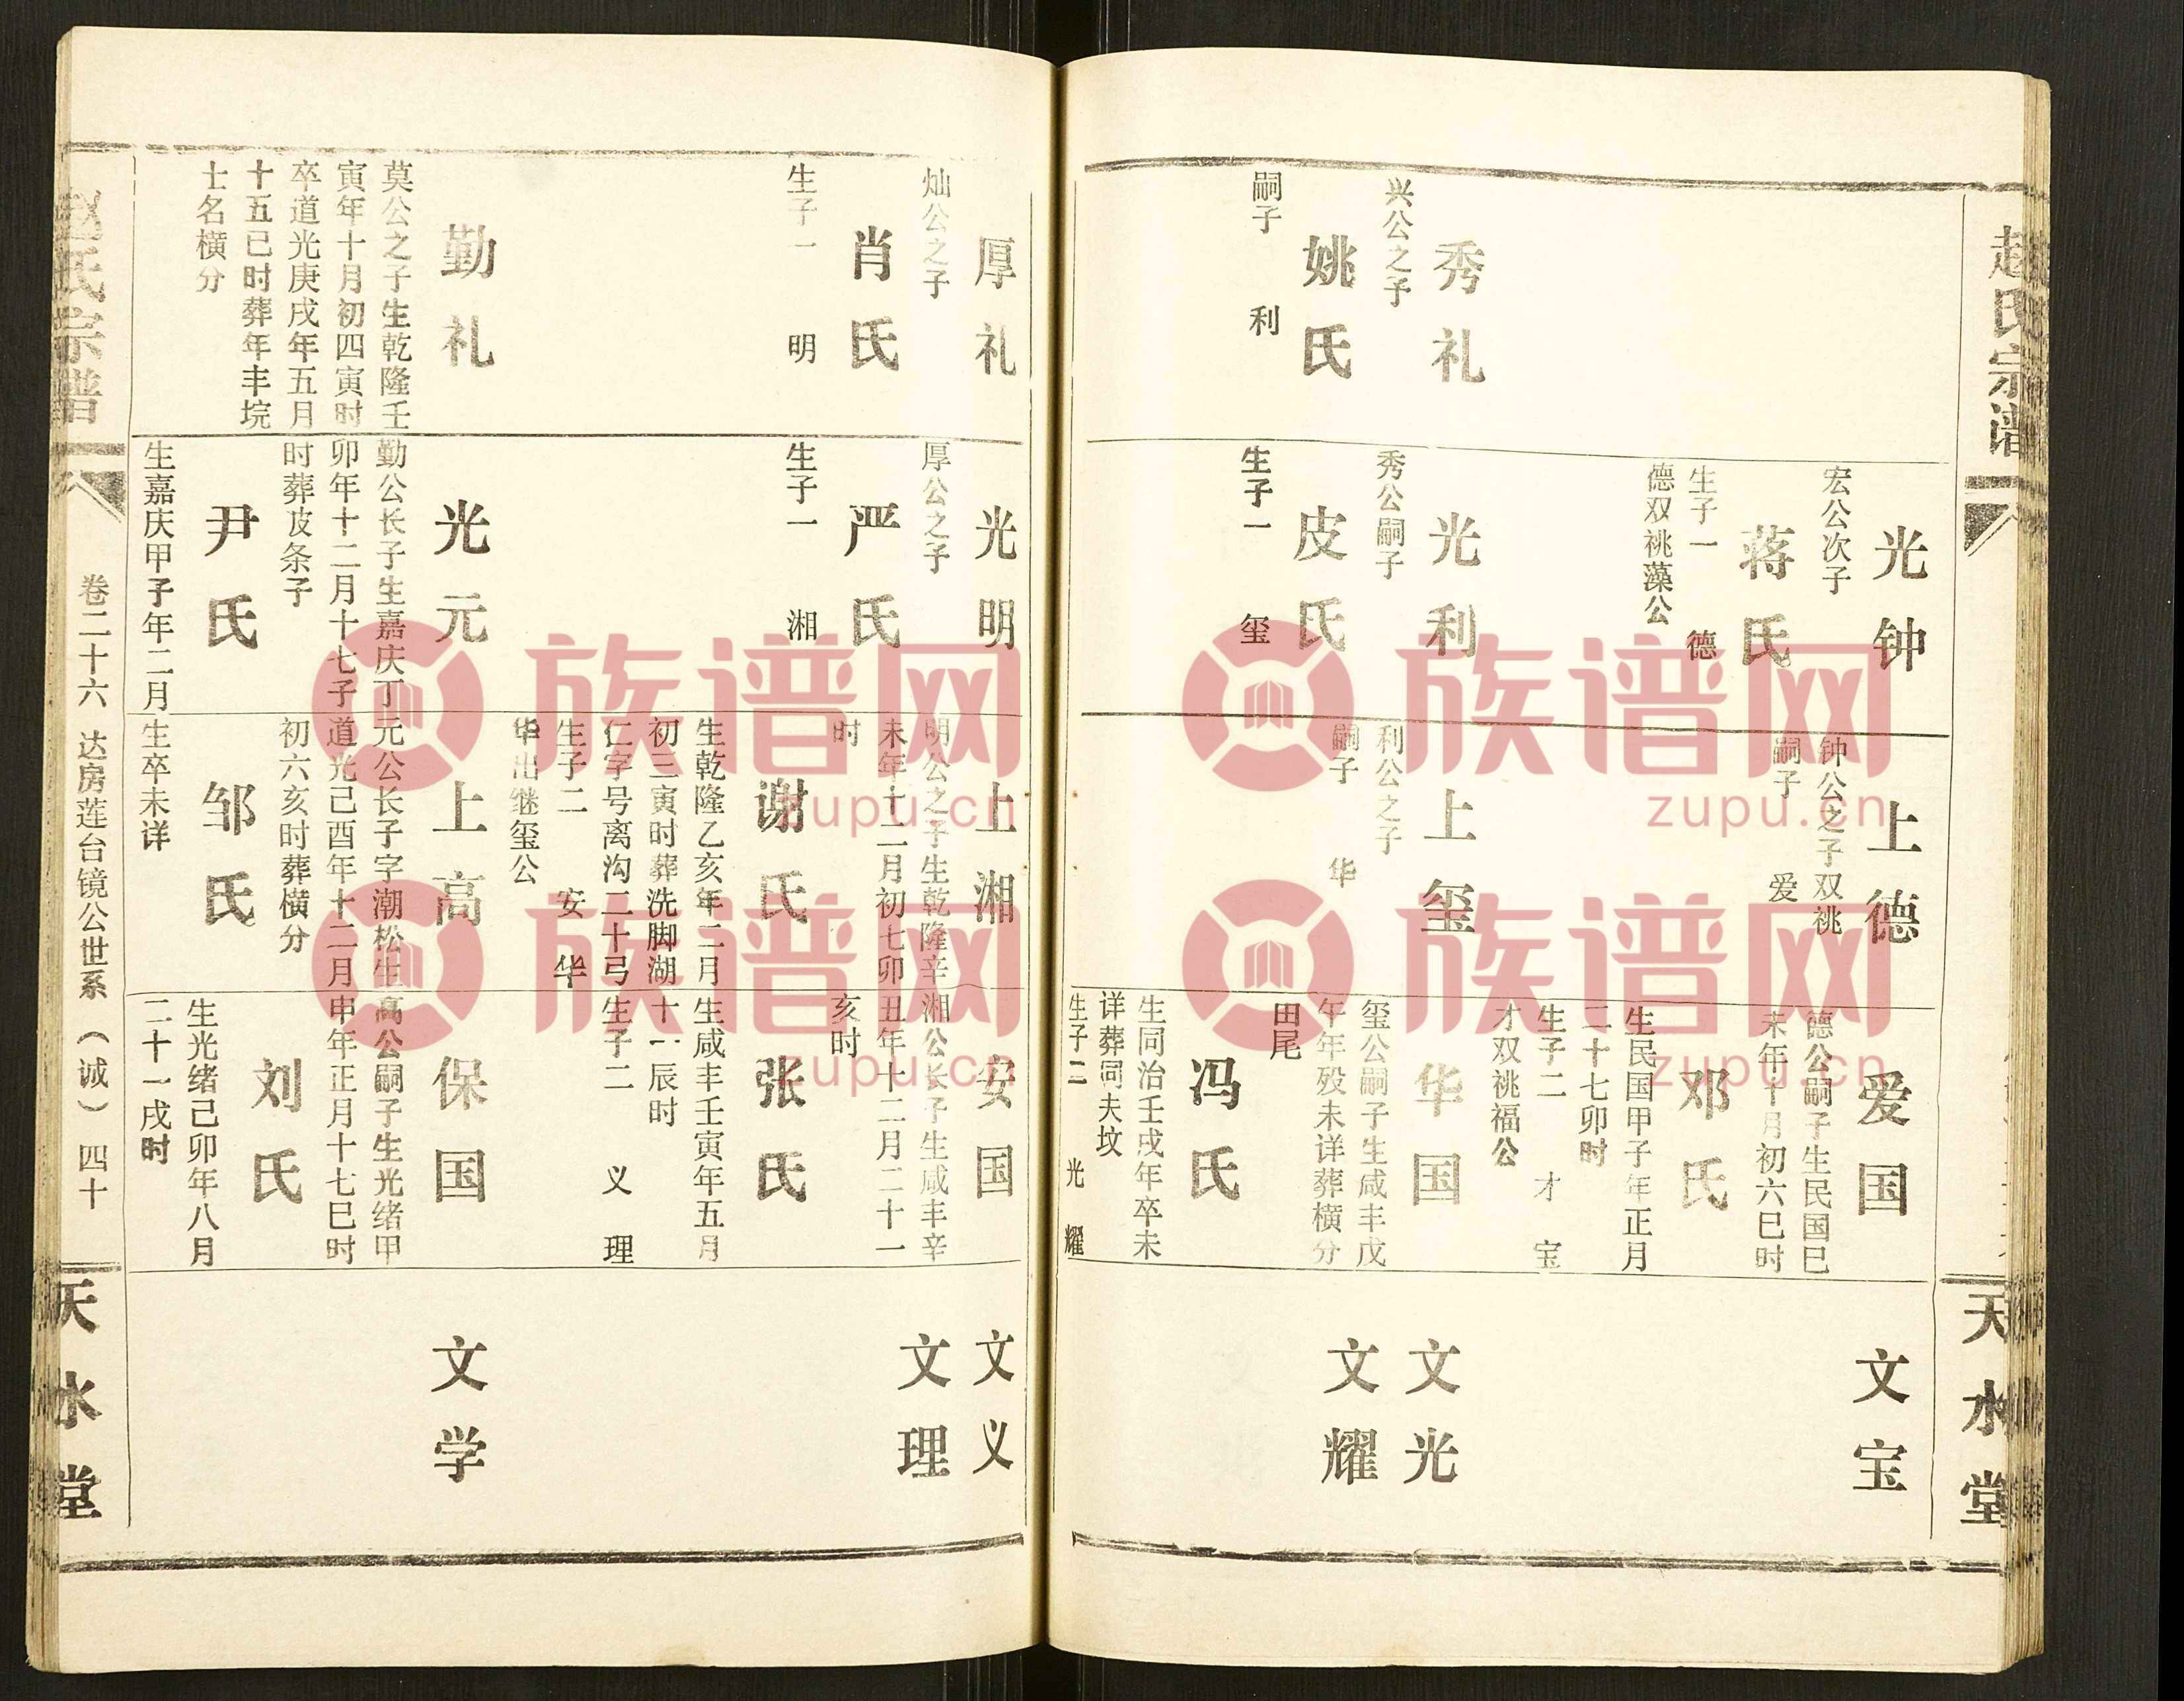 赵氏宗谱
天水堂
秀礼
兴公之子
姚氏
嗣子 利
光钟
宏公次子
蒋氏
生子一 德
德双祧藻公
光利
秀公嗣子
皮氏
生子一 玺
上德
钟公之子双祧
嗣子 爱
上玺
利公之子
嗣子 华
爱国
德公嗣子生民国巳
未年十月初六巳时
邓氏
生民国甲子年正月
二十七卯时
生子二 才 宝
才双祧福公
华国
玺公嗣子生咸丰戊
午年殁未详葬横分
田尾
冯氏
生同治壬戌年卒未
详葬同夫坟
生子二 光 耀
文宝
文光
文耀
厚礼
灿公之子
肖氏
生子一 明
勤礼
莫公之子生乾隆壬
寅年十月初四寅时
卒道光庚戌年五月
十五巳时葬年丰垸
士名横分
光明
厚公之子
严氏
生子一 湘
光元
勤公长子生嘉庆丁
卯年十二月十七子
时葬皮条子
尹氏
生嘉庆甲子年二月
上湘
明公之子生乾隆辛
未年十二月初七卯
时
谢氏
生乾隆乙亥年二月
初三寅时葬洗脚湖
仁字号离沟二十弓
生子二 安 华
华出继玺公
上高
元公长子字潮松生
道光己酉年十二月
初六亥时葬横分
邹氏
生卒未详
安国
湘公长子生咸丰辛
丑年十二月二十一
亥时
张氏
生咸丰壬寅年五月
十一辰时
生子二 义 理
保国
高公嗣子生光绪甲
申年正月十七巳时
刘氏
生光绪己卯年八月
二十一戌时
文义
文理
文学
赵氏宗谱
卷二十六 达房莲台镜公世系（诚） 四十
天水堂
族谱网
zupu.cn
族谱网
zupu.cn
族谱网
zupu.cn
族谱网
zupu.cn